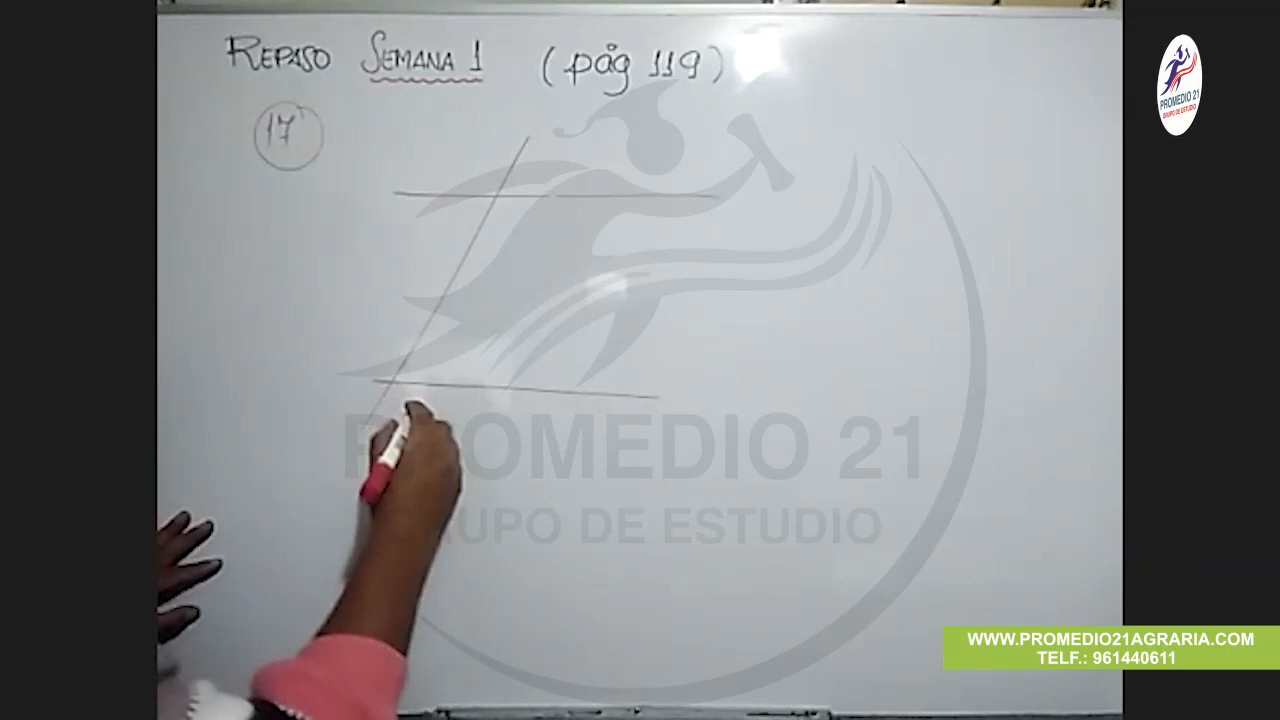 REPASO SEMANA 1 (pág 119)
17
PROMEDIO 21
GRUPO DE ESTUDIO
PROMEDIO 21
GRUPO DE ESTUDIO
WWW.PROMEDIO21AGRARIA.COM
TELF.: 961440611